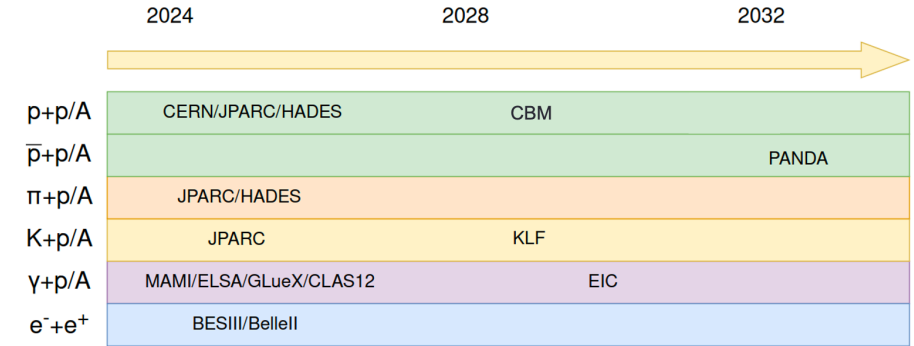 2024 2028 2032
p+p/A CERN/JPARC/HADES CBM
p̅+p/A PANDA
π+p/A JPARC/HADES
K+p/A JPARC KLF
γ+p/A MAMI/ELSA/GLueX/CLAS12 EIC
e⁻+e⁺ BESIII/BelleII